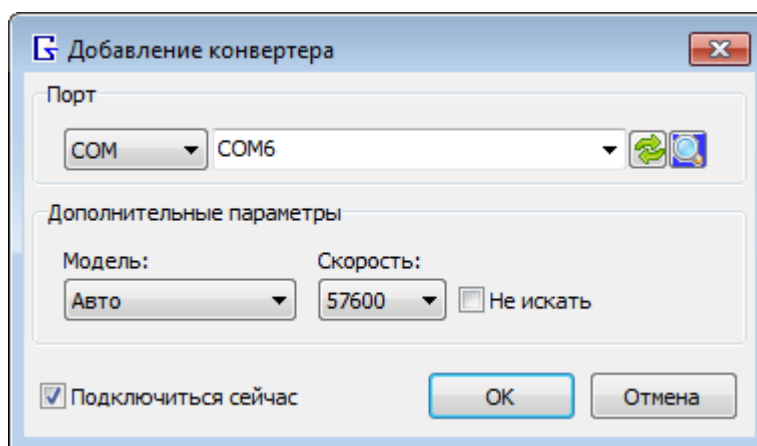 Добавление конвертера
Порт
COM COM6
Дополнительные параметры
Модель: Скорость:
Авто 57600 Не искать
Подключиться сейчас OK Отмена